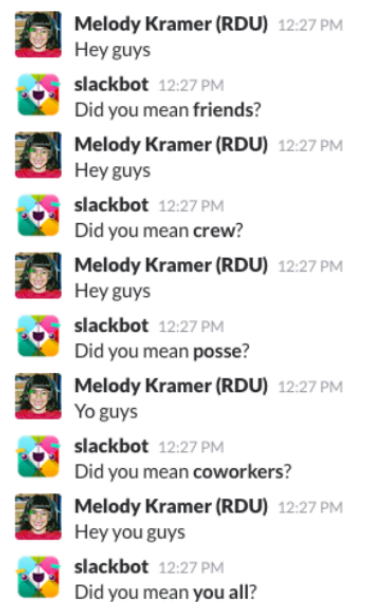 Melody Kramer (RDU) 12:27 PM
Hey guys
slackbot 12:27 PM
Did you mean friends?
Melody Kramer (RDU) 12:27 PM
Hey guys
slackbot 12:27 PM
Did you mean crew?
Melody Kramer (RDU) 12:27 PM
Hey guys
slackbot 12:27 PM
Did you mean posse?
Melody Kramer (RDU) 12:27 PM
Yo guys
slackbot 12:27 PM
Did you mean coworkers?
Melody Kramer (RDU) 12:27 PM
Hey you guys
slackbot 12:27 PM
Did you mean you all?